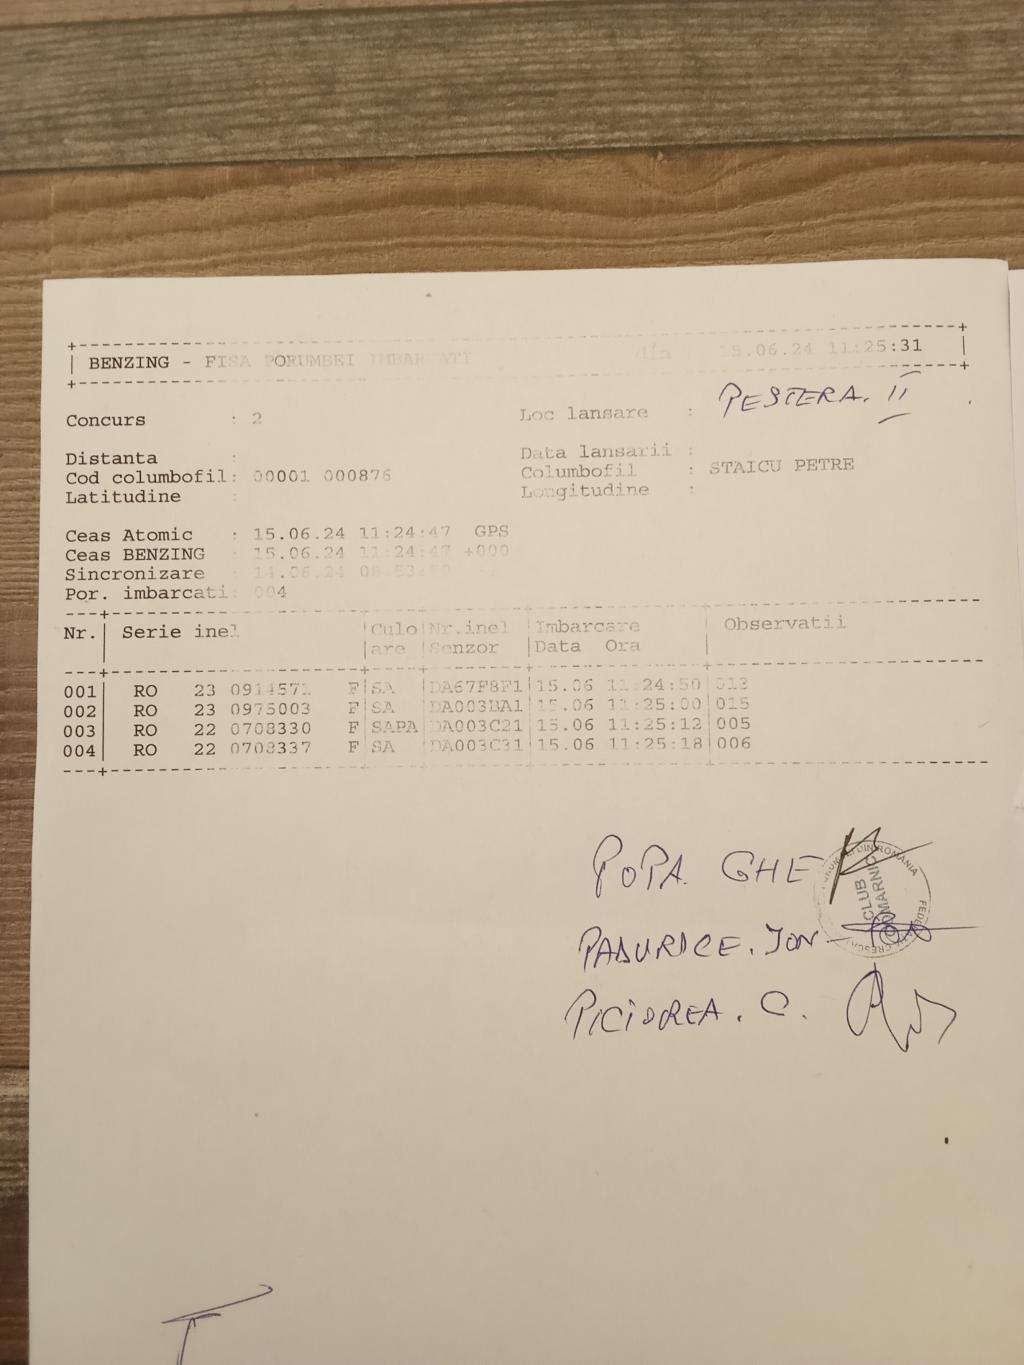 BENZING - FISA PORUMBEI IMBARCATI din 15.06.24 11:25:31
Concurs : 2 Loc lansare : PESTERA. II
Distanta : Data lansarii :
Cod columbofil: 00001 000876 Columbofil : STAICU PETRE
Latitudine : Longitudine :
Ceas Atomic : 15.06.24 11:24:47 GPS
Ceas BENZING : 15.06.24 11:24:47 +000
Sincronizare : 14.06.24
Por. imbarcati: 004
Nr. Serie inel Culo Nr.inel Imbarcare Observatii
are Senzor Data Ora
001 RO 23 0914571 F SA DA67F8F1 15.06 11:24:50 013
002 RO 23 0975003 F SA DA003BA1 15.06 11:25:00 015
003 RO 22 0708330 F SAPA DA003C21 15.06 11:25:12 005
004 RO 22 0708337 F SA DA003C31 15.06 11:25:18 006
POPA GHE
PADURICE. ION
PICIOREA. C.
CLUB
COMARNIC